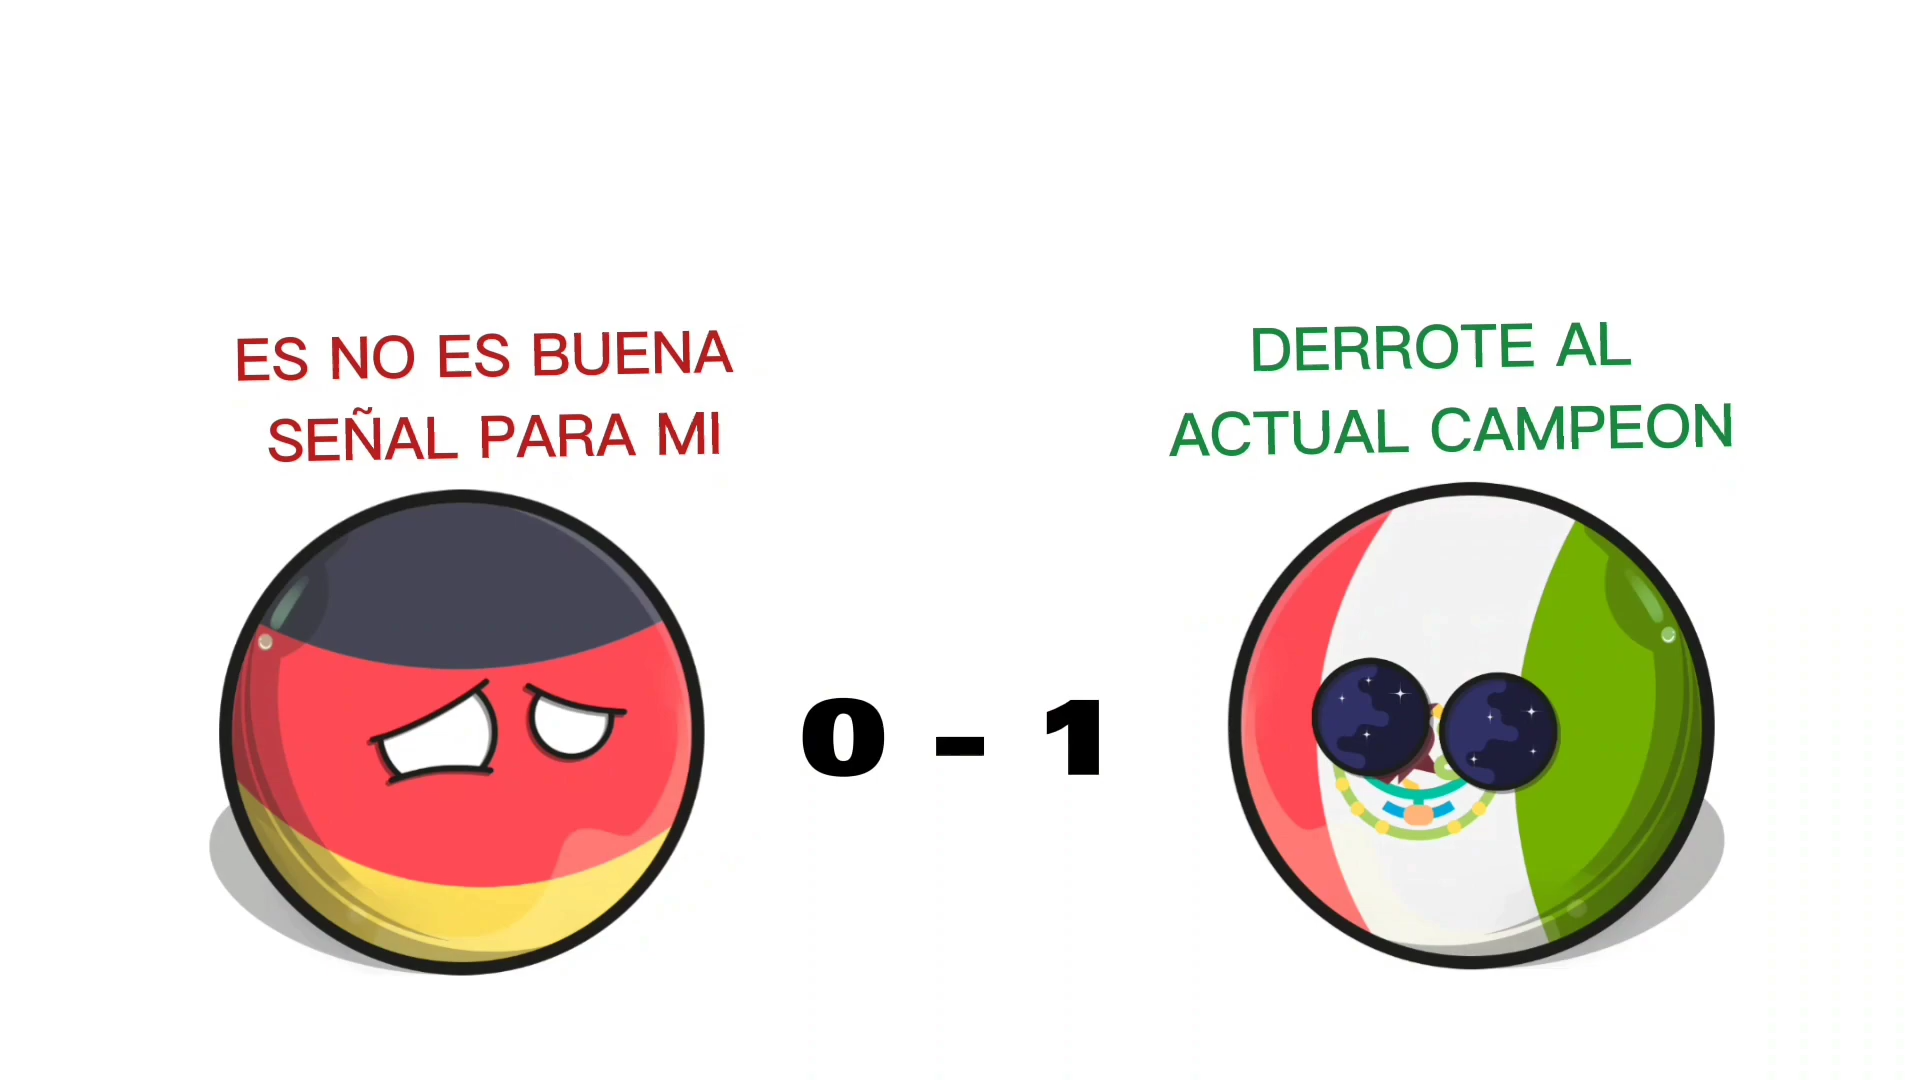 ES NO ES BUENA
SEÑAL PARA MI
DERROTE AL
ACTUAL CAMPEON
0 - 1